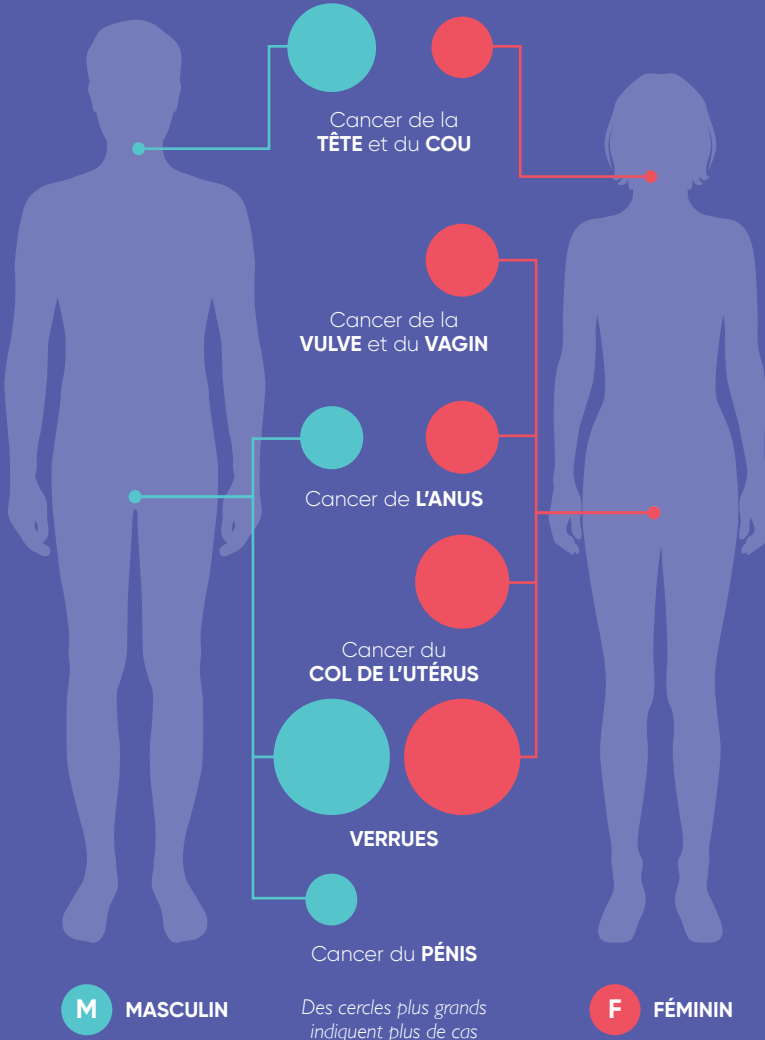 Cancer de la
TÊTE et du COU
Cancer de la
VULVE et du VAGIN
Cancer de L'ANUS
Cancer du
COL DE L'UTÉRUS
VERRUES
Cancer du PÉNIS
M MASCULIN
Des cercles plus grands
indiquent plus de cas
F FÉMININ